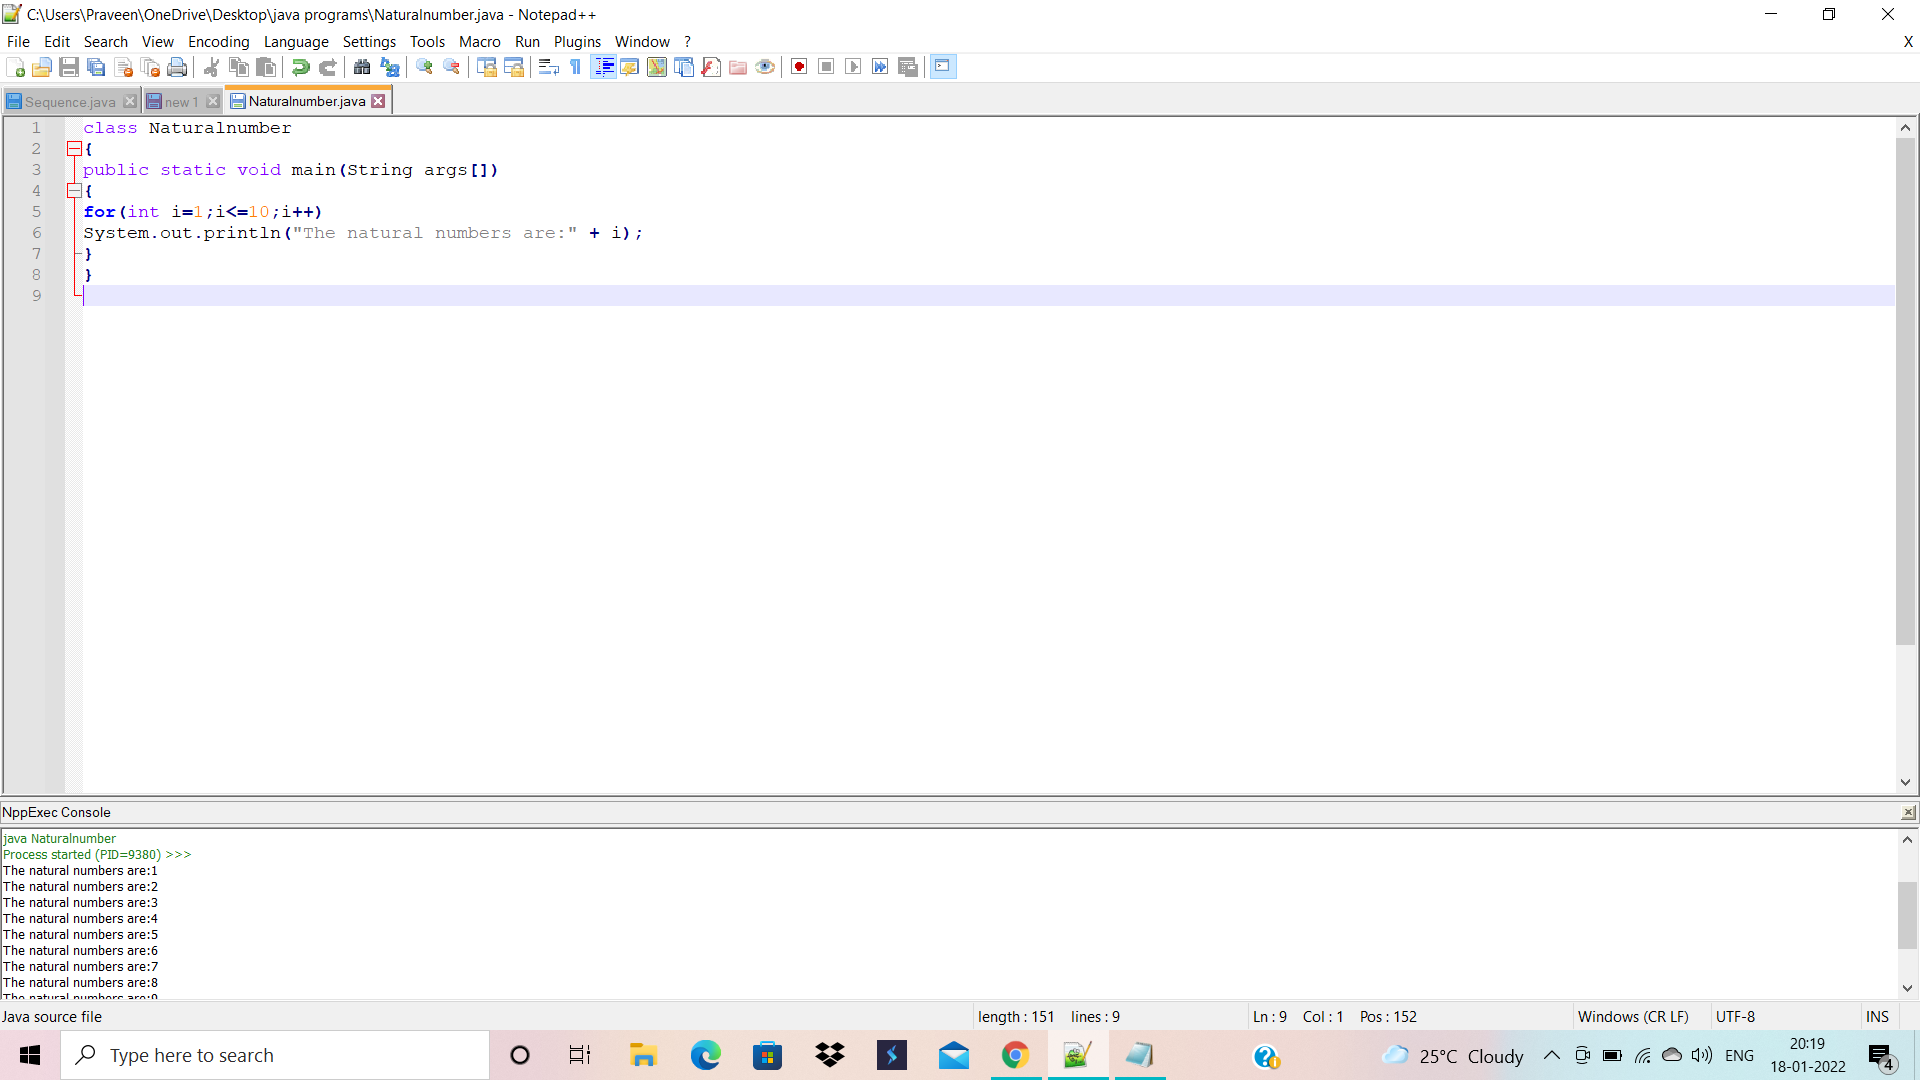 C:\Users\Praveen\OneDrive\Desktop\java programs\Naturalnumber.java - Notepad++
File Edit Search View Encoding Language Settings Tools Macro Run Plugins Window ? X
Sequence.java new 1 Naturalnumber.java
1 class Naturalnumber
2 {
3 public static void main(String args[])
4 {
5 for(int i=1;i<=10;i++)
6 System.out.println("The natural numbers are:" + i);
7 }
8 }
9
NppExec Console
java Naturalnumber
Process started (PID=9380) >>>
The natural numbers are:1
The natural numbers are:2
The natural numbers are:3
The natural numbers are:4
The natural numbers are:5
The natural numbers are:6
The natural numbers are:7
The natural numbers are:8
The natural numbers are:9
Java source file length : 151 lines : 9 Ln : 9 Col : 1 Pos : 152 Windows (CR LF) UTF-8 INS
Type here to search 25°C Cloudy ENG 20:19
18-01-2022 4